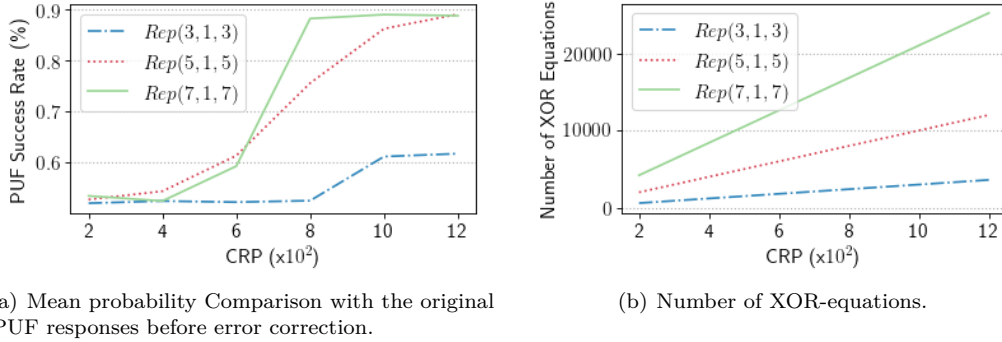 0.9
0.8
0.7
0.6
PUF Success Rate (%)
Rep(3,1,3)
Rep(5,1,5)
Rep(7,1,7)
2 4 6 8 10 12
CRP (x10²)
20000
10000
0
Number of XOR Equations
Rep(3,1,3)
Rep(5,1,5)
Rep(7,1,7)
2 4 6 8 10 12
CRP (x10²)
a) Mean probability Comparison with the original
PUF responses before error correction.
(b) Number of XOR-equations.